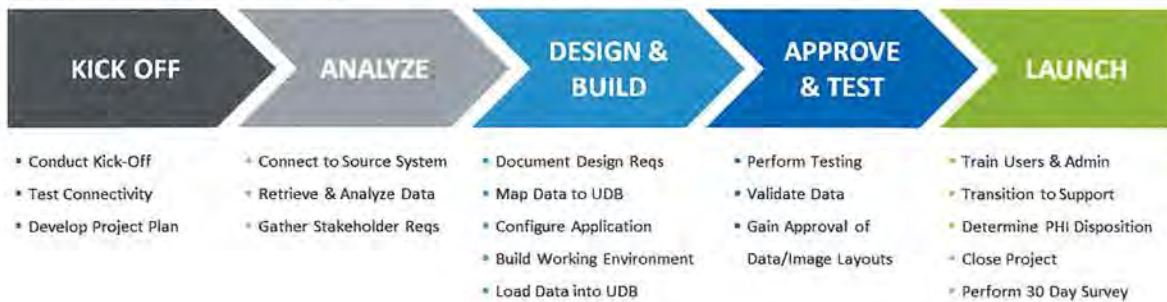 KICK OFF
ANALYZE
DESIGN &
BUILD
APPROVE
& TEST
LAUNCH
▪ Conduct Kick-Off
▪ Test Connectivity
▪ Develop Project Plan
▪ Connect to Source System
▪ Retrieve & Analyze Data
▪ Gather Stakeholder Reqs
▪ Document Design Reqs
▪ Map Data to UDB
▪ Configure Application
▪ Build Working Environment
▪ Load Data into UDB
▪ Perform Testing
▪ Validate Data
▪ Gain Approval of
Data/Image Layouts
▪ Train Users & Admin
▪ Transition to Support
▪ Determine PHI Disposition
▪ Close Project
▪ Perform 30 Day Survey